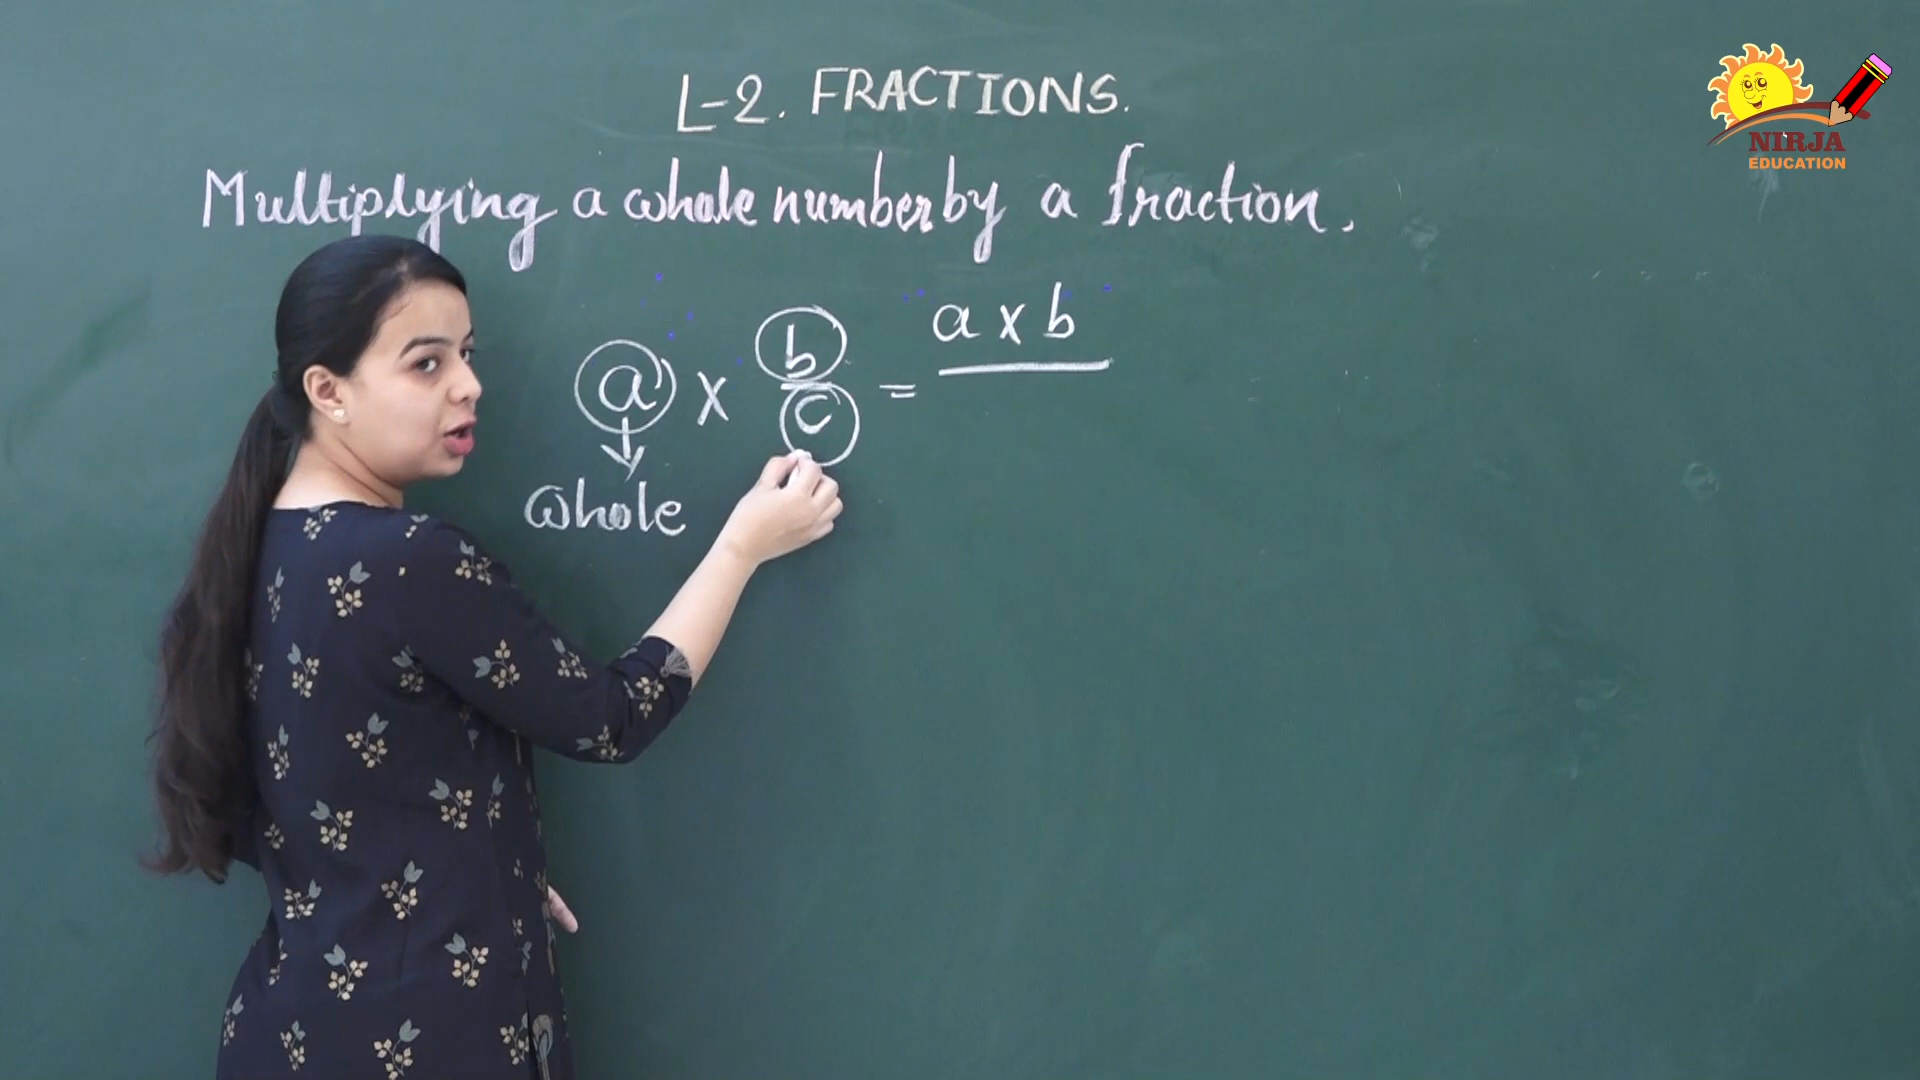 L-2. FRACTIONS.
Multiplying a whole number by a fraction.
a × b/c = a × b
whole
NIRJA
EDUCATION